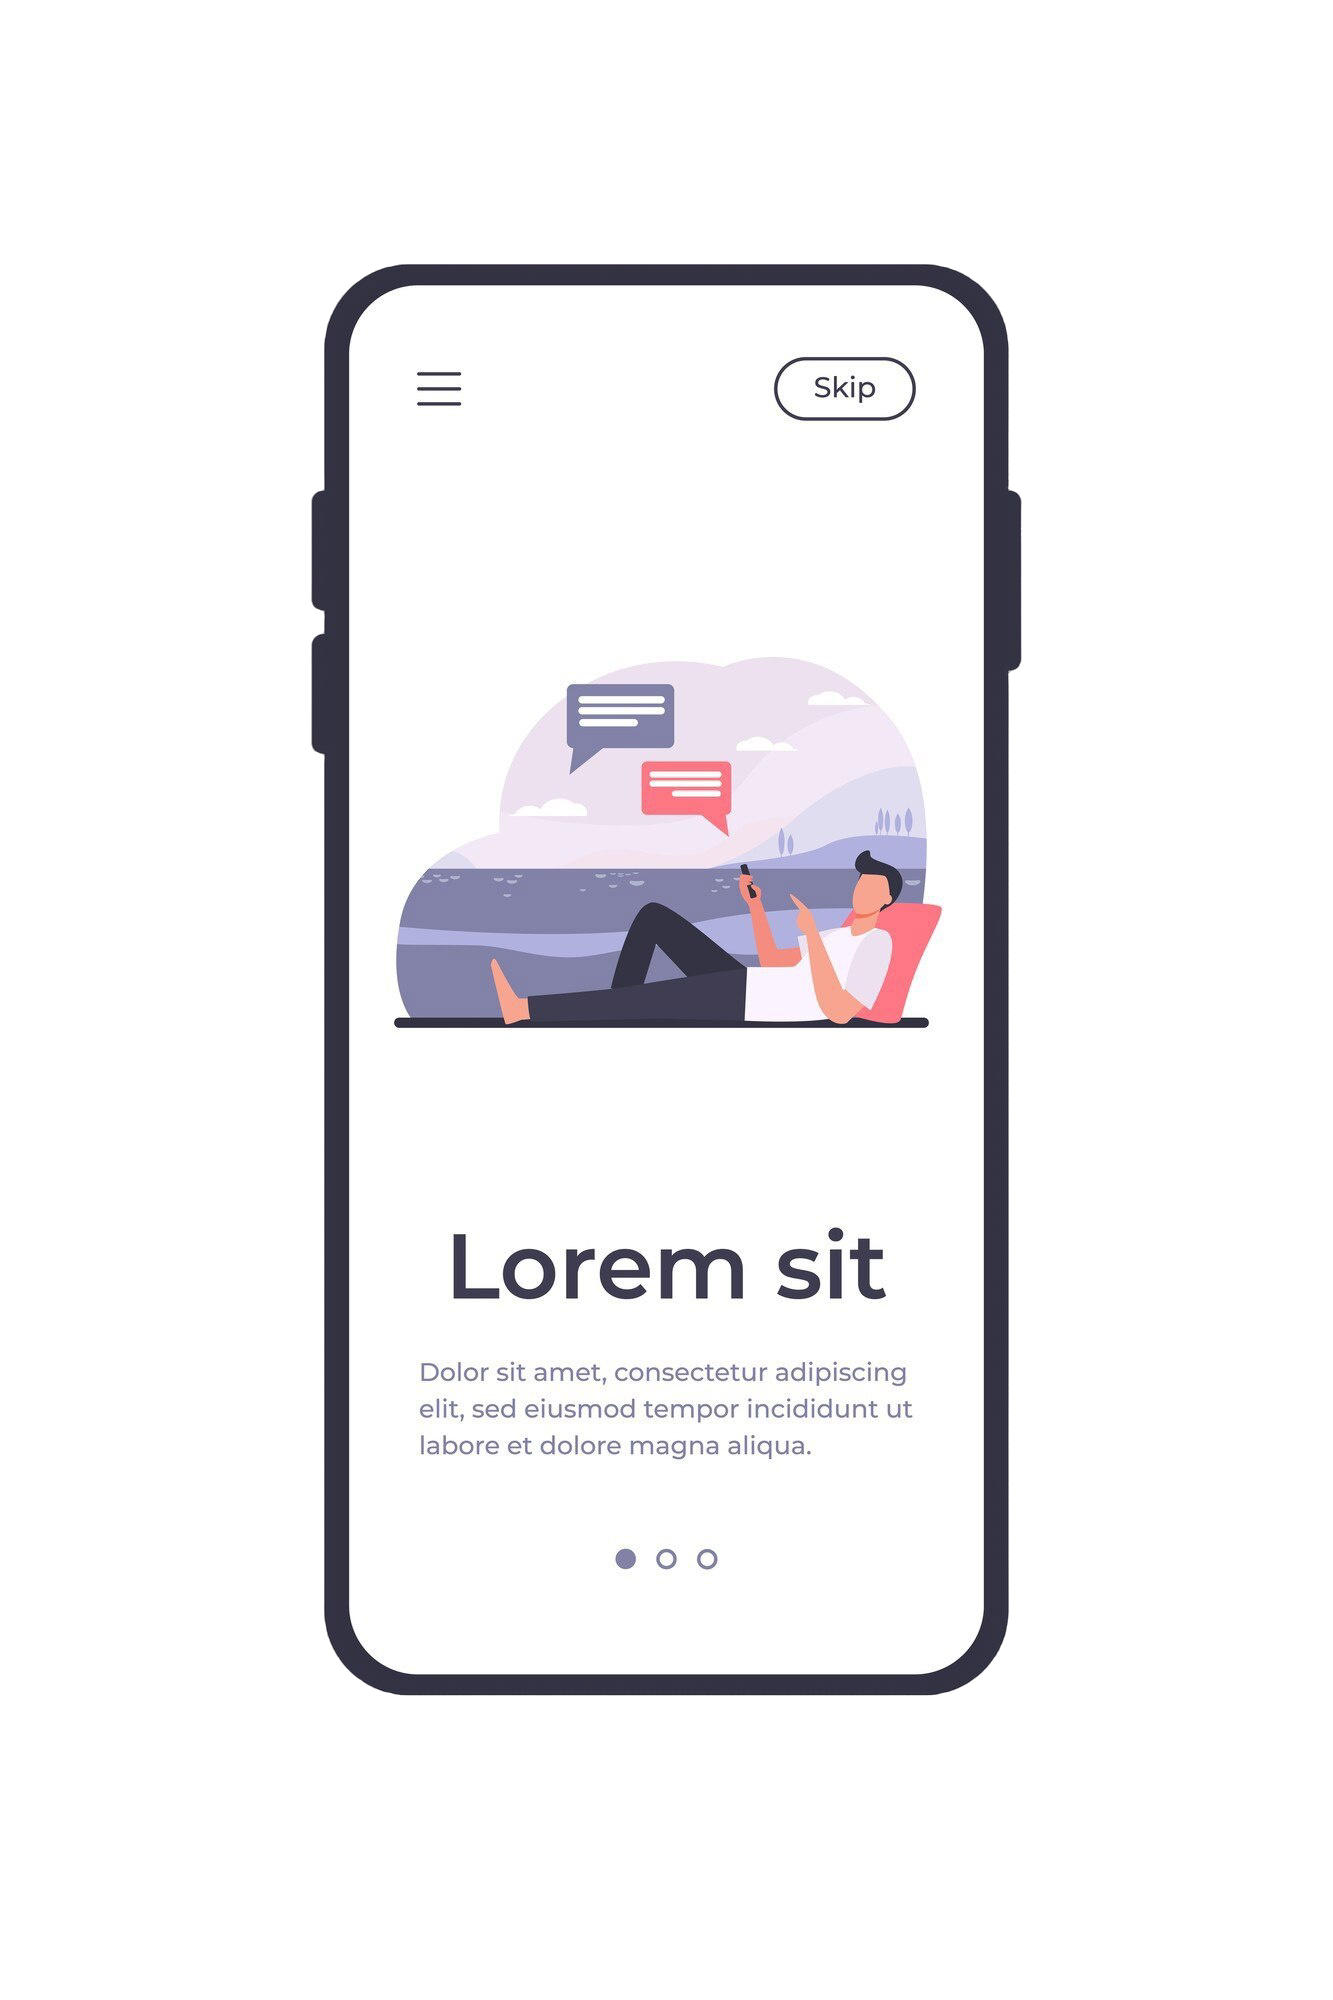 Skip
Lorem sit
Dolor sit amet, consectetur adipiscing
elit, sed eiusmod tempor incididunt ut
labore et dolore magna aliqua.